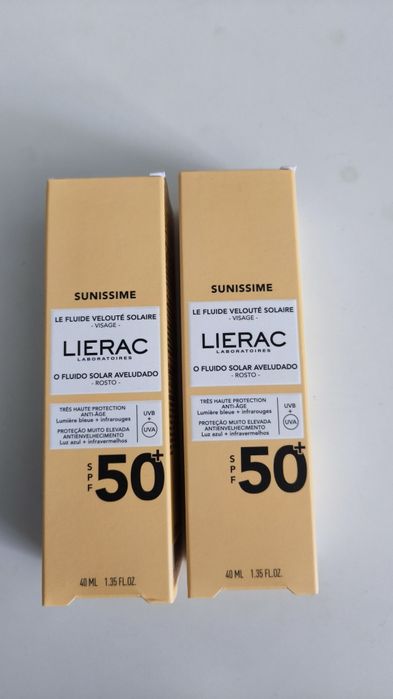 SUNISSIME
LE FLUIDE VELOUTÉ SOLAIRE
- VISAGE -
LIERAC
LABORATOIRES
O FLUIDO SOLAR AVELUDADO
- ROSTO -
TRÈS HAUTE PROTECTION
ANTI-ÂGE
Lumière bleue + infrarouges
PROTEÇÃO MUITO ELEVADA
ANTIENVELHECIMENTO
Luz azul + infravermelhos
UVB
+
UVA
SPF
50+
40 ML 1.35 FL.OZ.
SUNISSIME
LE FLUIDE VELOUTÉ SOLAIRE
- VISAGE -
LIERAC
LABORATOIRES
O FLUIDO SOLAR AVELUDADO
- ROSTO -
TRÈS HAUTE PROTECTION
ANTI-ÂGE
Lumière bleue + infrarouges
PROTEÇÃO MUITO ELEVADA
ANTIENVELHECIMENTO
Luz azul + infravermelhos
UVB
+
UVA
SPF
50+
40 ML 1.35 FL.OZ.